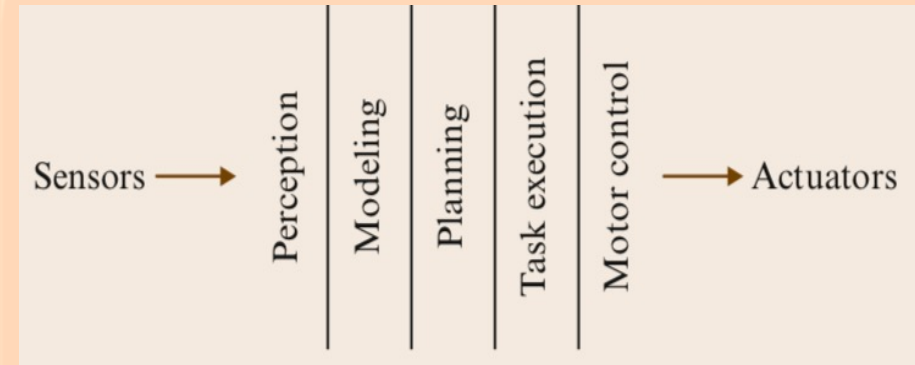 Sensors
Perception
Modeling
Planning
Task execution
Motor control
Actuators